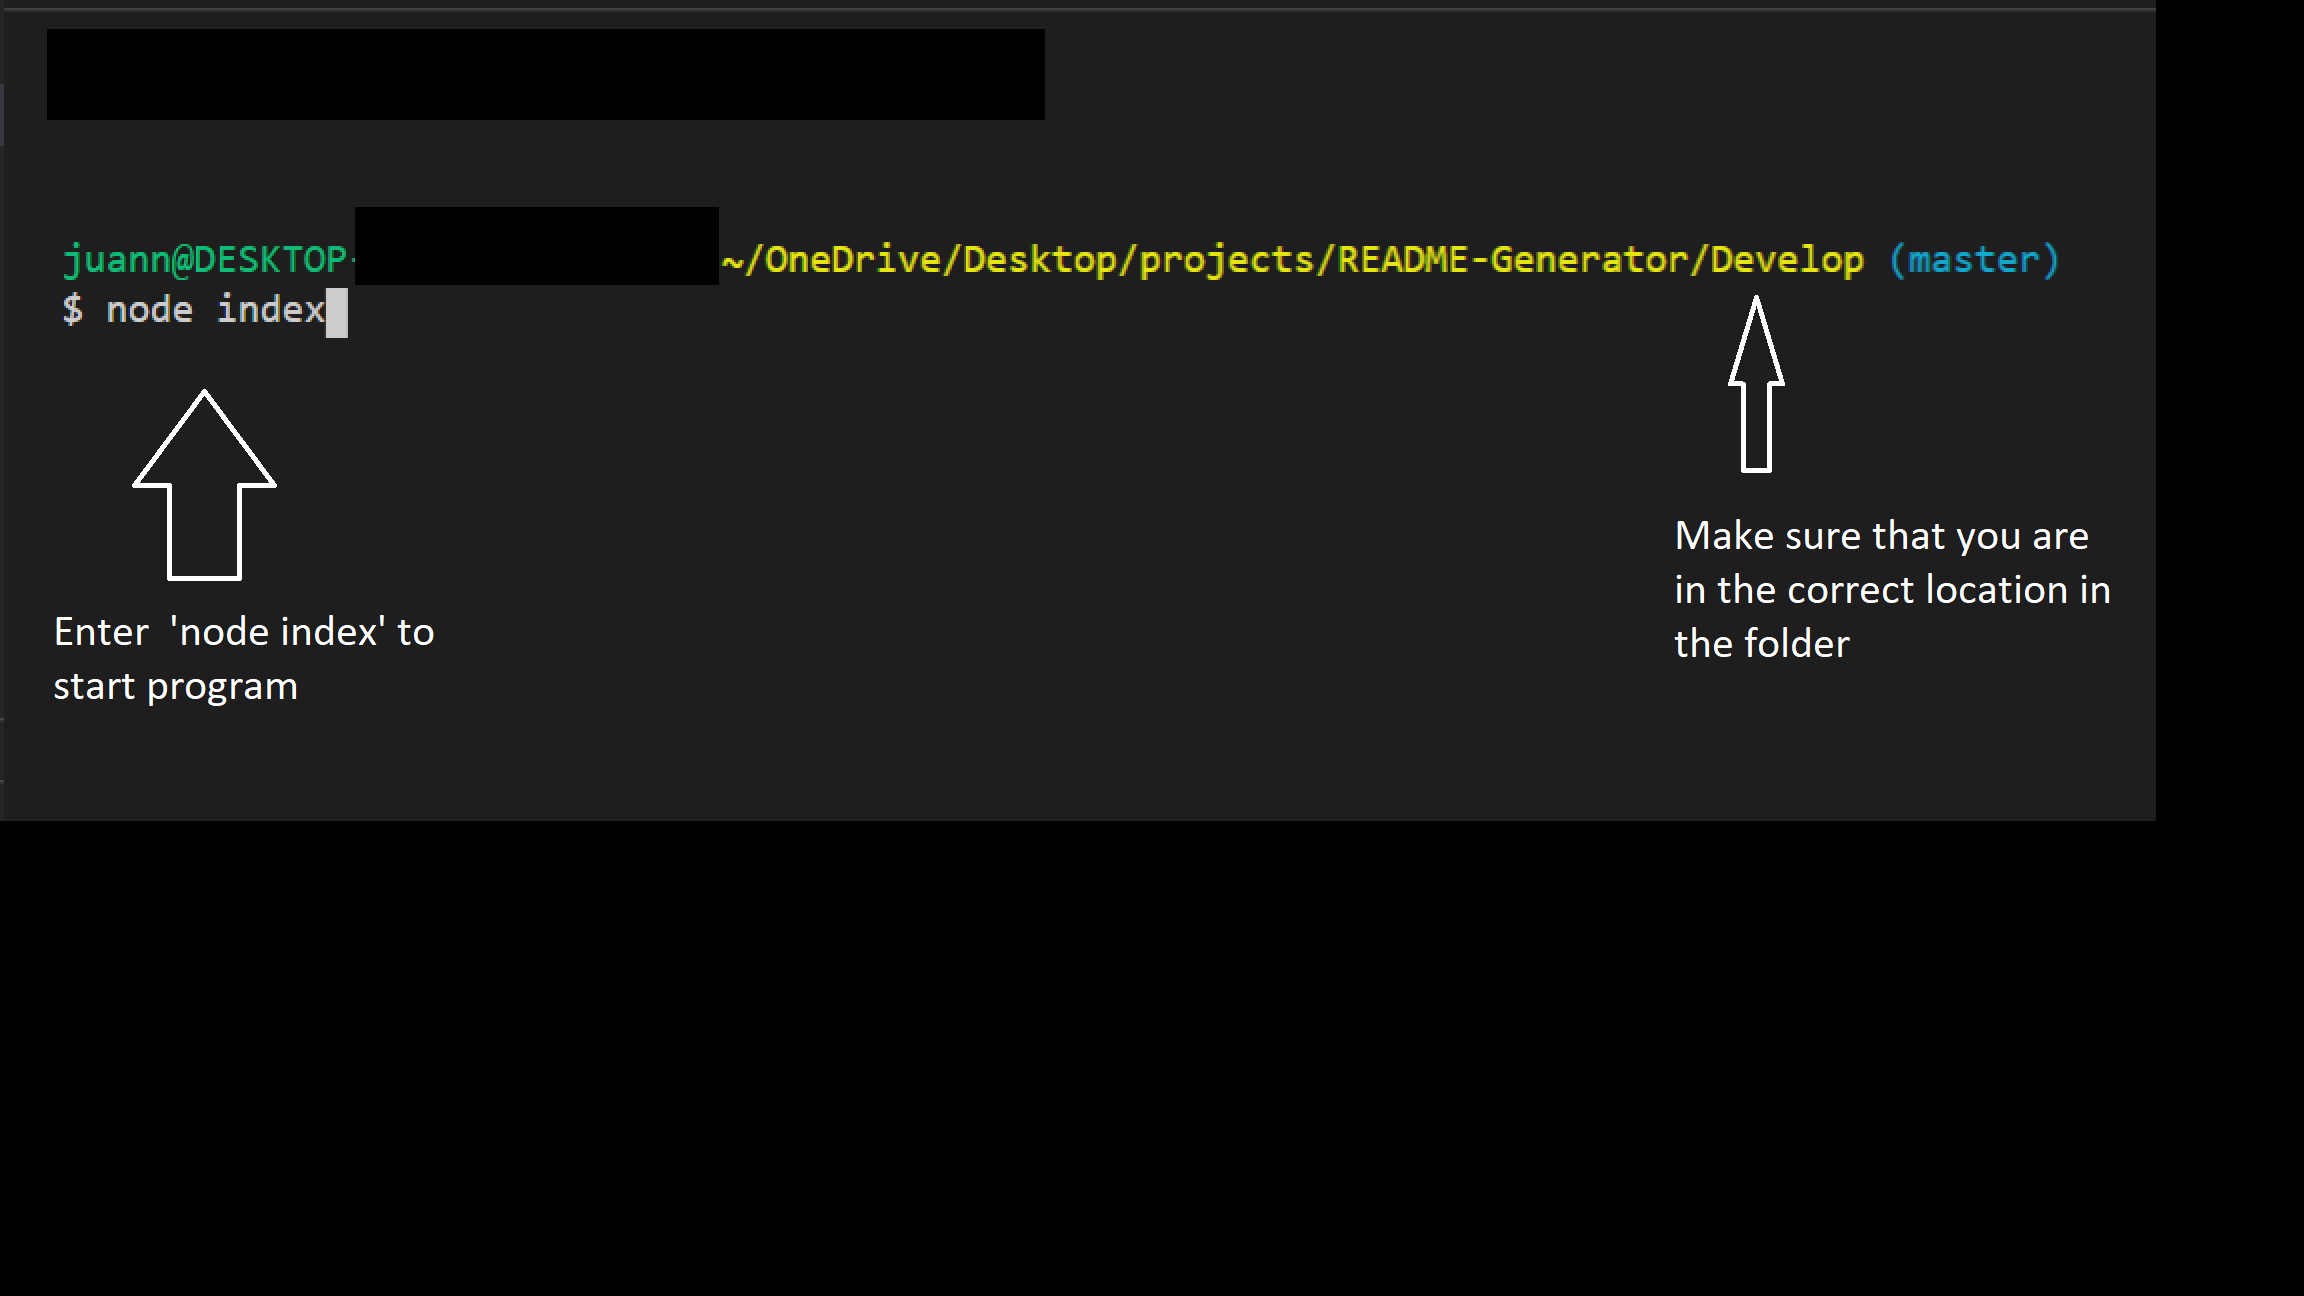 juann@DESKTOP- ~/OneDrive/Desktop/projects/README-Generator/Develop (master)
$ node index
Enter  'node index' to
start program
Make sure that you are
in the correct location in
the folder